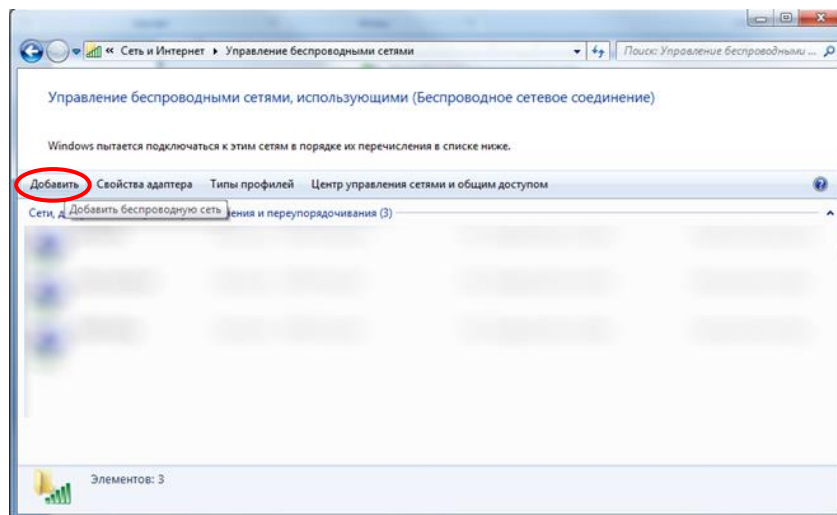 « Сеть и Интернет ▸ Управление беспроводными сетями Поиск: Управление беспроводными ...
Управление беспроводными сетями, использующими (Беспроводное сетевое соединение)
Windows пытается подключаться к этим сетям в порядке их перечисления в списке ниже.
Добавить Свойства адаптера Типы профилей Центр управления сетями и общим доступом
Добавить беспроводную сеть
Сети, и переупорядочивания (3)
Элементов: 3